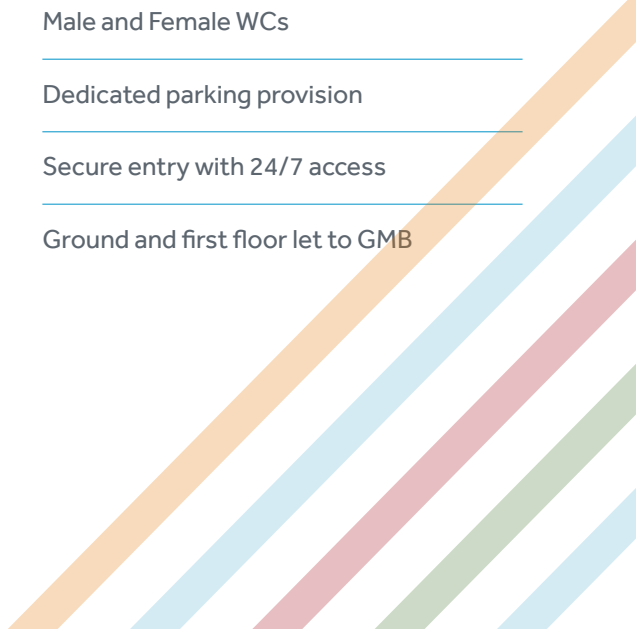 Male and Female WCs
Dedicated parking provision
Secure entry with 24/7 access
Ground and first floor let to GMB